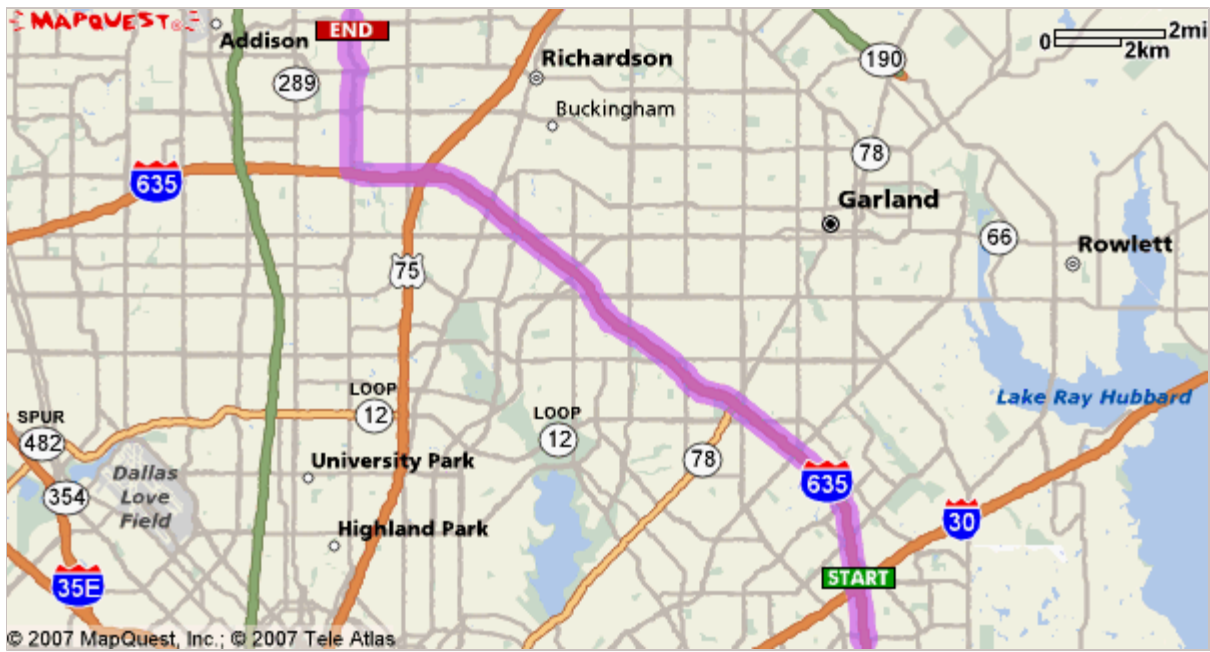 MAPQUEST®
Addison
END
289
Richardson
Buckingham
190
0
2mi
2km
635
78
Garland
66
Rowlett
75
LOOP
12
LOOP
12
SPUR
482
354
Dallas
Love
Field
University Park
Highland Park
78
Lake Ray Hubbard
635
30
START
35E
© 2007 MapQuest, Inc.; © 2007 Tele Atlas